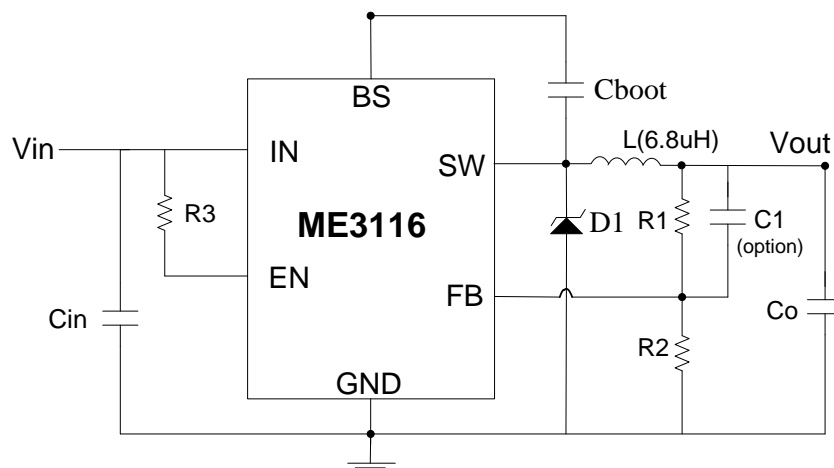 BS
Cboot
Vin
IN
SW
L(6.8uH)
Vout
R3
ME3116
D1
R1
C1
(option)
EN
FB
Cin
Co
R2
GND